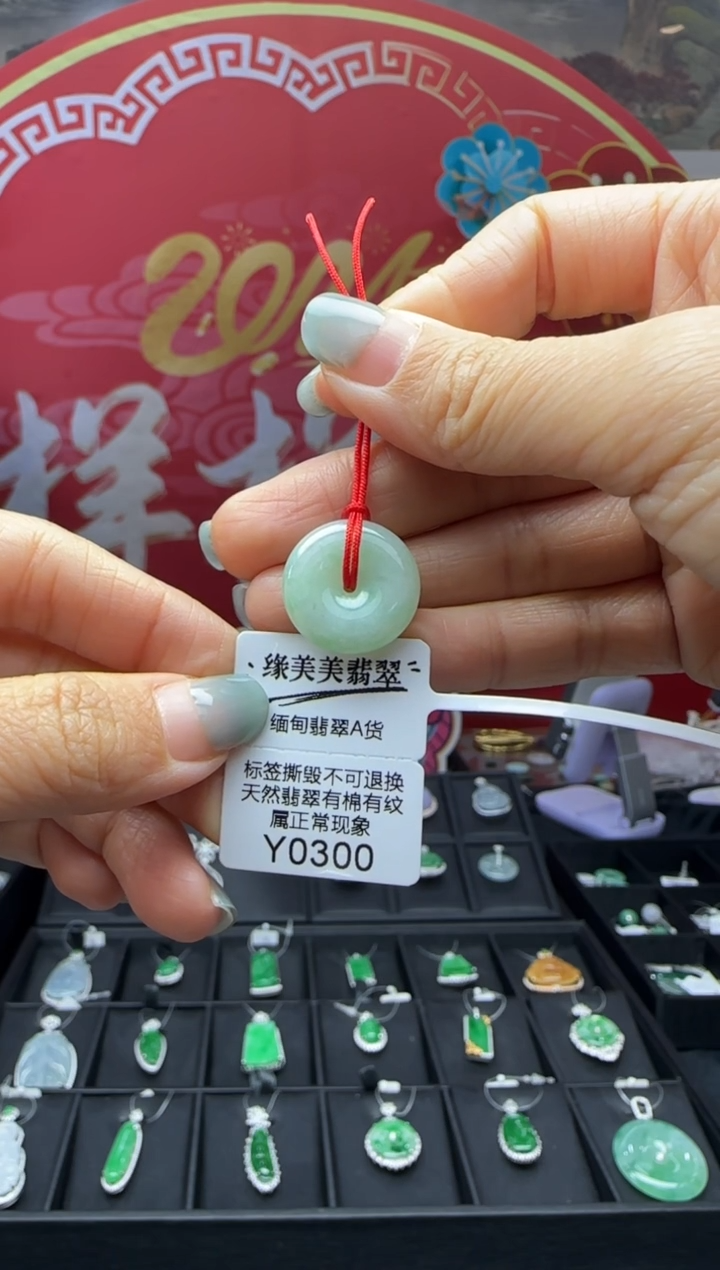 样
缘美美翡翠
缅甸翡翠A货
标签撕毁不可退换
天然翡翠有棉有纹
属正常现象
Y0300